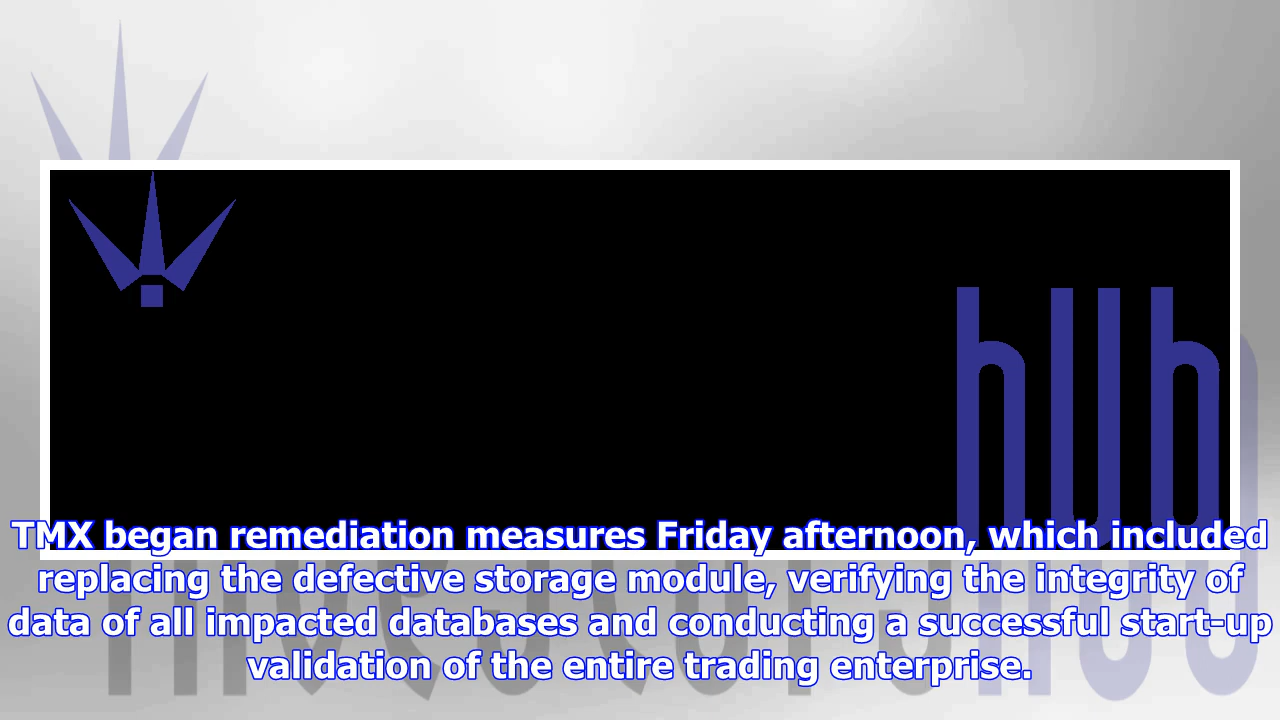 hub
TMX began remediation measures Friday afternoon, which included
replacing the defective storage module, verifying the integrity of
data of all impacted databases and conducting a successful start-up
validation of the entire trading enterprise.